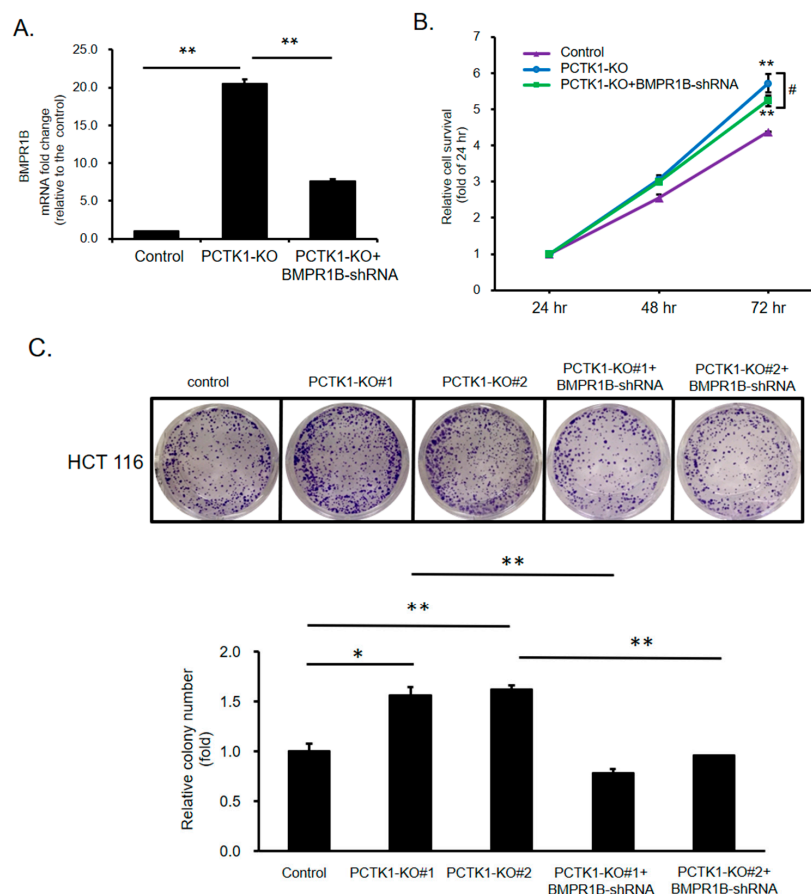 A.
**
**
BMPR1B
mRNA fold change
(relative to the control)
25.0
20.0
15.0
10.0
5.0
0.0
Control
PCTK1-KO
PCTK1-KO+
BMPR1B-shRNA
B.
Control
PCTK1-KO
PCTK1-KO+BMPR1B-shRNA
**
#
**
Relative cell survival
(fold of 24 hr)
7
6
5
4
3
2
1
0
24 hr
48 hr
72 hr
C.
control
PCTK1-KO#1
PCTK1-KO#2
PCTK1-KO#1+
BMPR1B-shRNA
PCTK1-KO#2+
BMPR1B-shRNA
HCT 116
**
**
**
*
Relative colony number
(fold)
2.0
1.5
1.0
0.5
0.0
Control
PCTK1-KO#1
PCTK1-KO#2
PCTK1-KO#1+
BMPR1B-shRNA
PCTK1-KO#2+
BMPR1B-shRNA